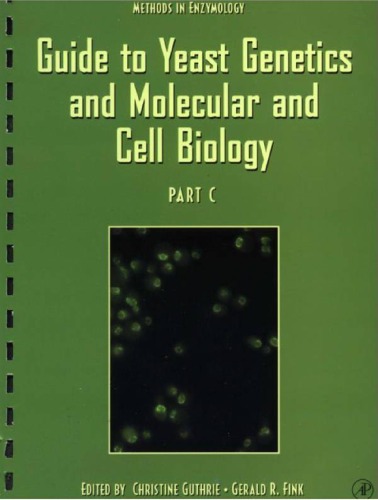 METHODS IN ENZYMOLOGY
Guide to Yeast Genetics
and Molecular and
Cell Biology
PART C
EDITED BY CHRISTINE GUTHRIE • GERALD R. FINK
AP